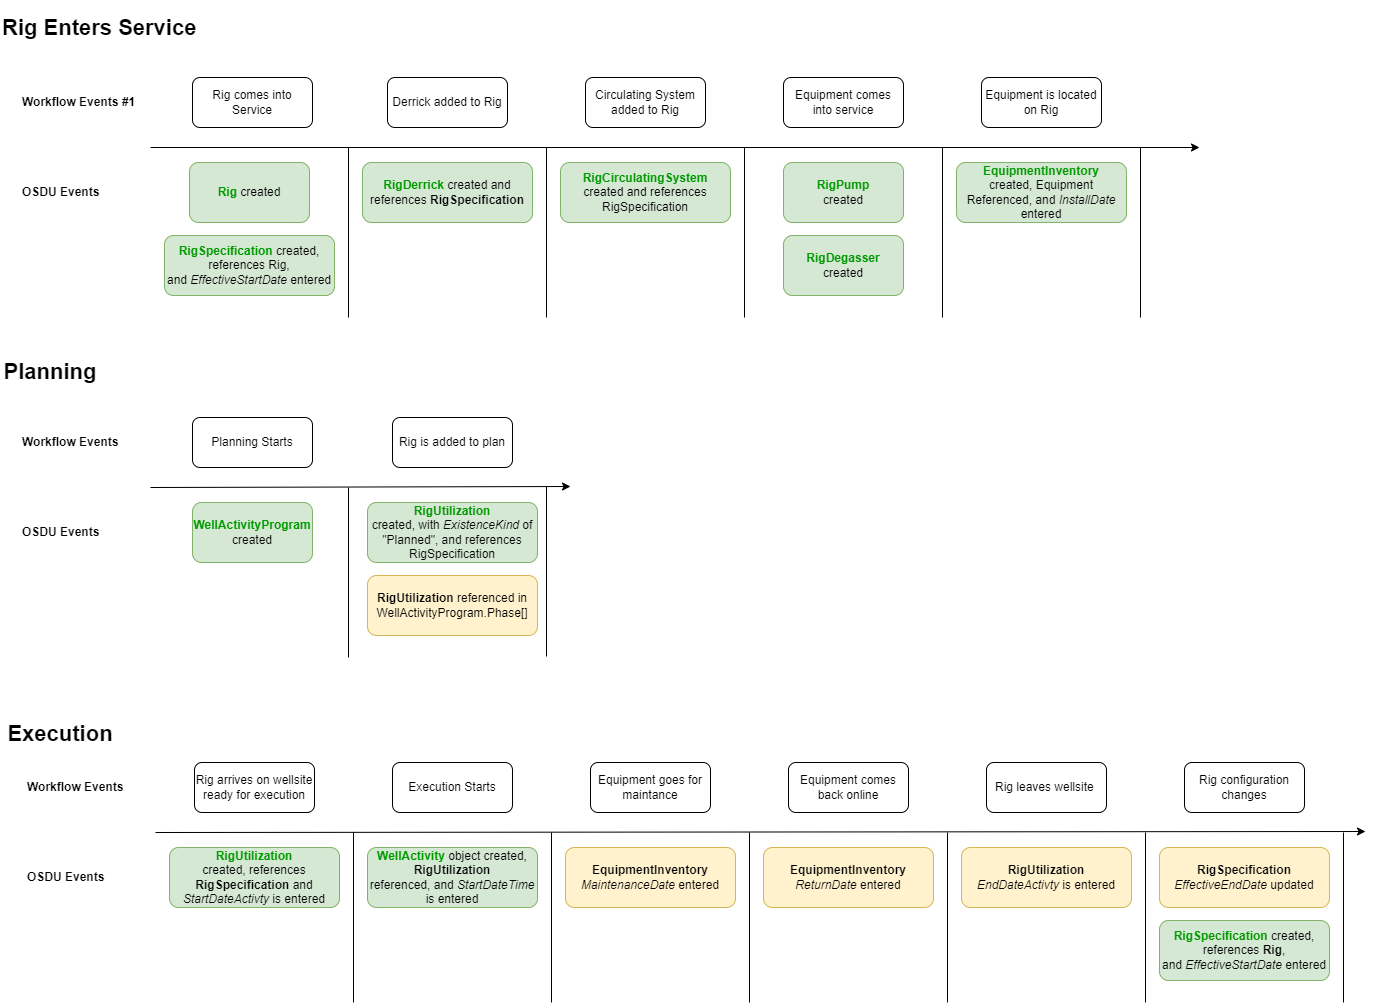 Rig Enters Service
Workflow Events #1
Rig comes into
Service
Derrick added to Rig
Circulating System
added to Rig
Equipment comes
into service
Equipment is located
on Rig
OSDU Events
Rig created
RigSpecification created,
references Rig,
and EffectiveStartDate entered
RigDerrick created and
references RigSpecification
RigCirculatingSystem
created and references
RigSpecification
RigPump
created
RigDegasser
created
EquipmentInventory
created, Equipment
Referenced, and InstallDate
entered
Planning
Workflow Events
Planning Starts
Rig is added to plan
OSDU Events
WellActivityProgram
created
RigUtilization
created, with ExistenceKind of
"Planned", and references
RigSpecification
RigUtilization referenced in
WellActivityProgram.Phase[]
Execution
Workflow Events
Rig arrives on wellsite
ready for execution
Execution Starts
Equipment goes for
maintance
Equipment comes
back online
Rig leaves wellsite
Rig configuration
changes
OSDU Events
RigUtilization
created, references
RigSpecification and
StartDateActivty is entered
WellActivity object created,
RigUtilization
referenced, and StartDateTime
is entered
EquipmentInventory
MaintenanceDate entered
EquipmentInventory
ReturnDate entered
RigUtilization
EndDateActivty is entered
RigSpecification
EffectiveEndDate updated
RigSpecification created,
references Rig,
and EffectiveStartDate entered